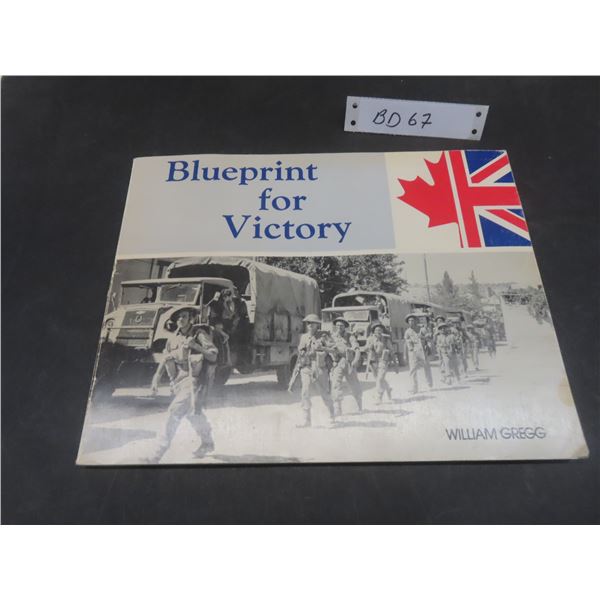 BD 67
Blueprint
for
Victory
WILLIAM GREGG